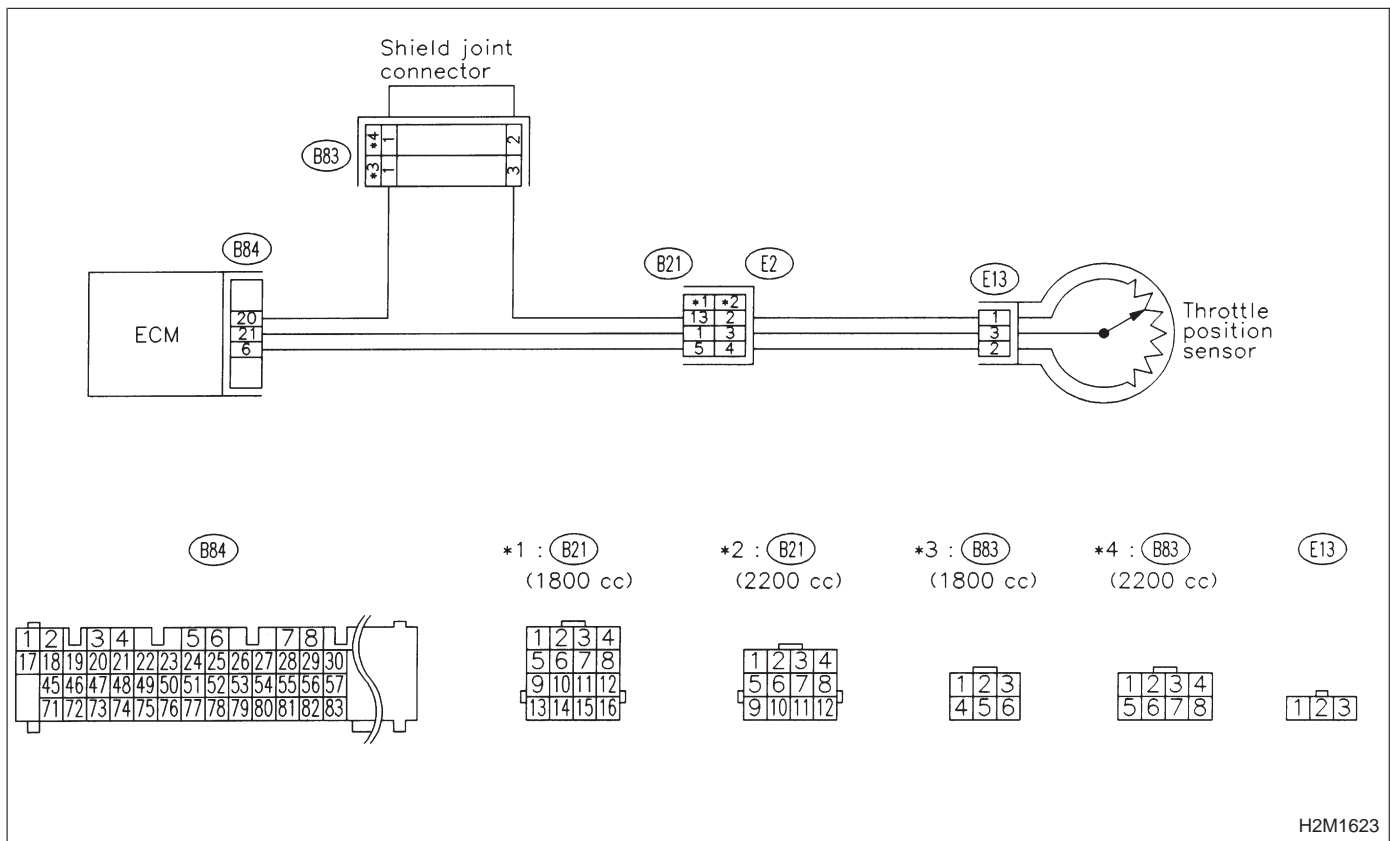 Shield joint
connector
*4 1 2
*3 1 3
B83
B84
B21 E2
E13
*1 *2
20 13 2 1
21 1 3 3
6 5 4 2
ECM
Throttle
position
sensor
B84
*1 : B21
(1800 cc)
*2 : B21
(2200 cc)
*3 : B83
(1800 cc)
*4 : B83
(2200 cc)
E13
1 2 3 4 5 6 7 8
17 18 19 20 21 22 23 24 25 26 27 28 29 30
45 46 47 48 49 50 51 52 53 54 55 56 57
71 72 73 74 75 76 77 78 79 80 81 82 83
1 2 3 4
5 6 7 8
9 10 11 12
13 14 15 16
1 2 3 4
5 6 7 8
9 10 11 12
1 2 3
4 5 6
1 2 3 4
5 6 7 8
1 2 3
H2M1623